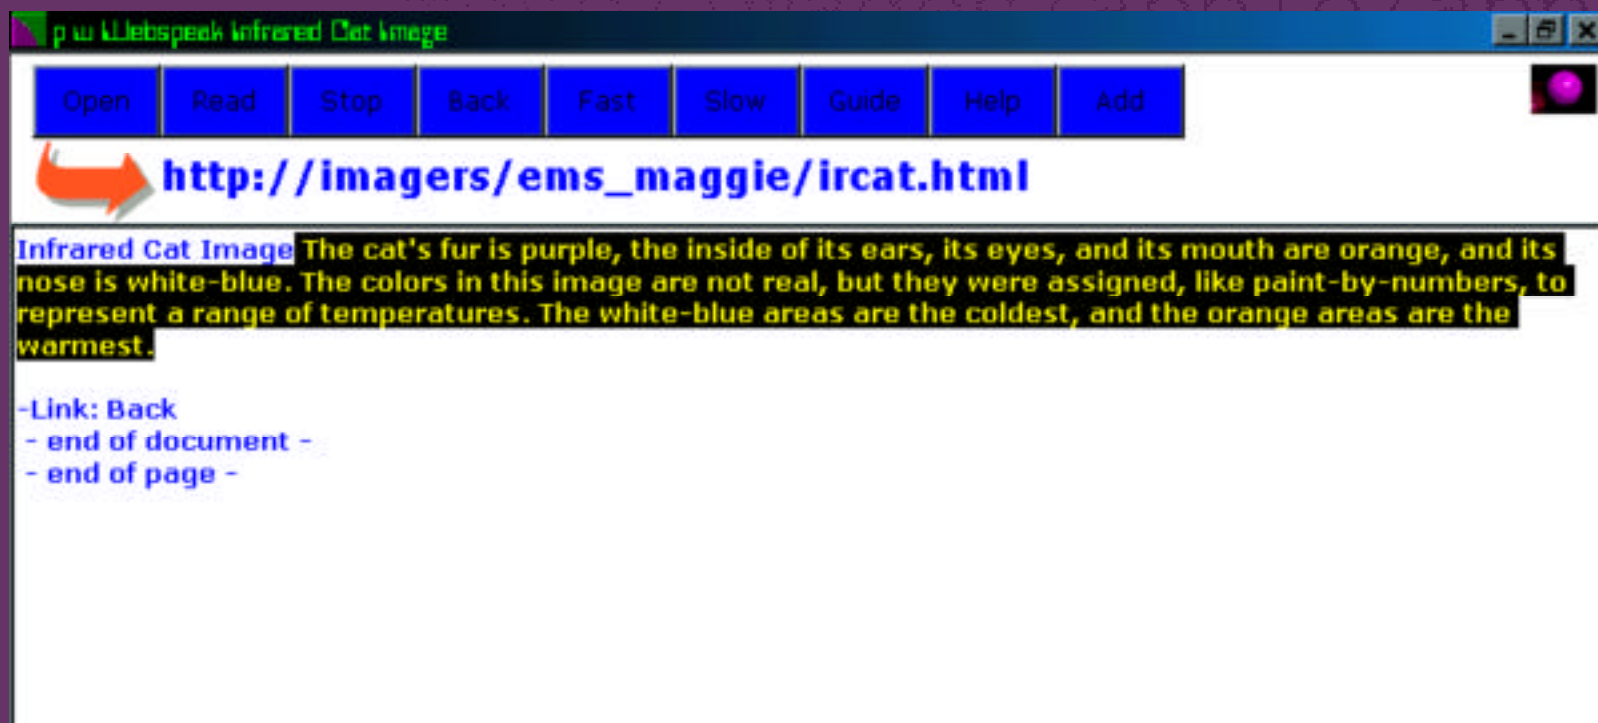 p w Webspeak Infrared Cat Image
Open Read Stop Back Fast Slow Guide Help Add
http://imagers/ems_maggie/ircat.html
Infrared Cat Image The cat's fur is purple, the inside of its ears, its eyes, and its mouth are orange, and its
nose is white-blue. The colors in this image are not real, but they were assigned, like paint-by-numbers, to
represent a range of temperatures. The white-blue areas are the coldest, and the orange areas are the
warmest.
-Link: Back
- end of document -
- end of page -